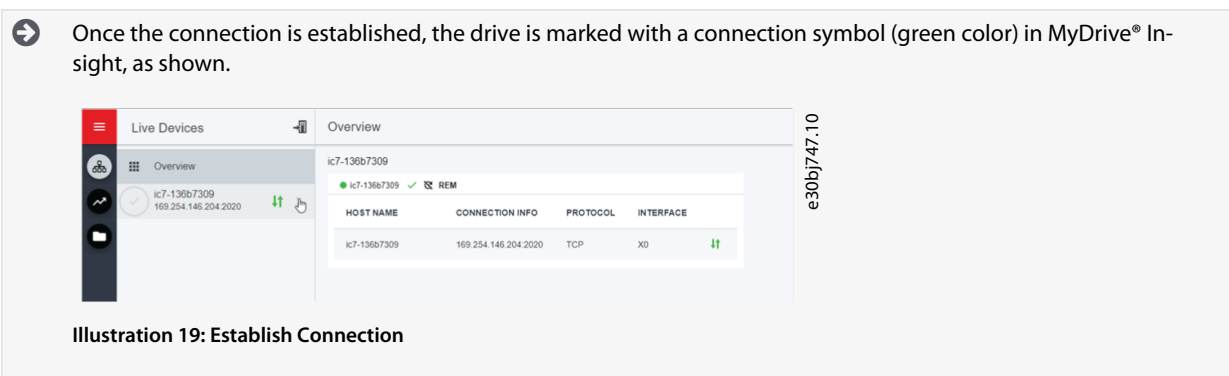 Once the connection is established, the drive is marked with a connection symbol (green color) in MyDrive® In-
sight, as shown.
Live Devices
Overview
Overview
ic7-136b7309
169.254.146.204:2020
ic7-136b7309
ic7-136b7309 REM
HOST NAME CONNECTION INFO PROTOCOL INTERFACE
ic7-136b7309 169.254.146.204:2020 TCP X0
e30bj747.10
Illustration 19: Establish Connection